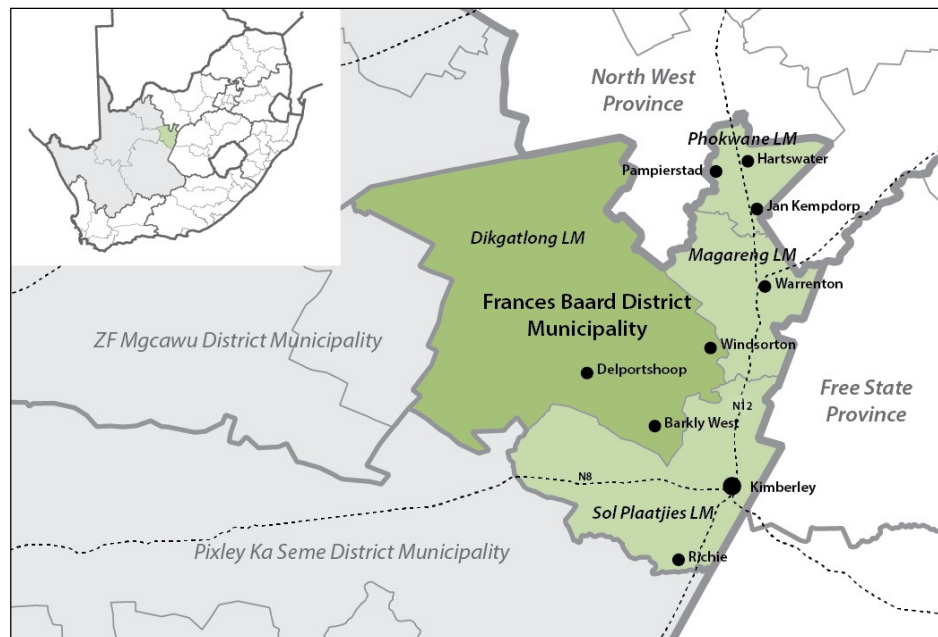 North West
Province
Phokwane LM
Hartswater
Pampierstad
Jan Kempdorp
Dikgatlong LM
Magareng LM
Warrenton
Frances Baard District
Municipality
ZF Mgcawu District Municipality
Windsorton
Delportshoop
Free State
Province
N12
Barkly West
N8
Kimberley
Sol Plaatjies LM
Pixley Ka Seme District Municipality
Richie